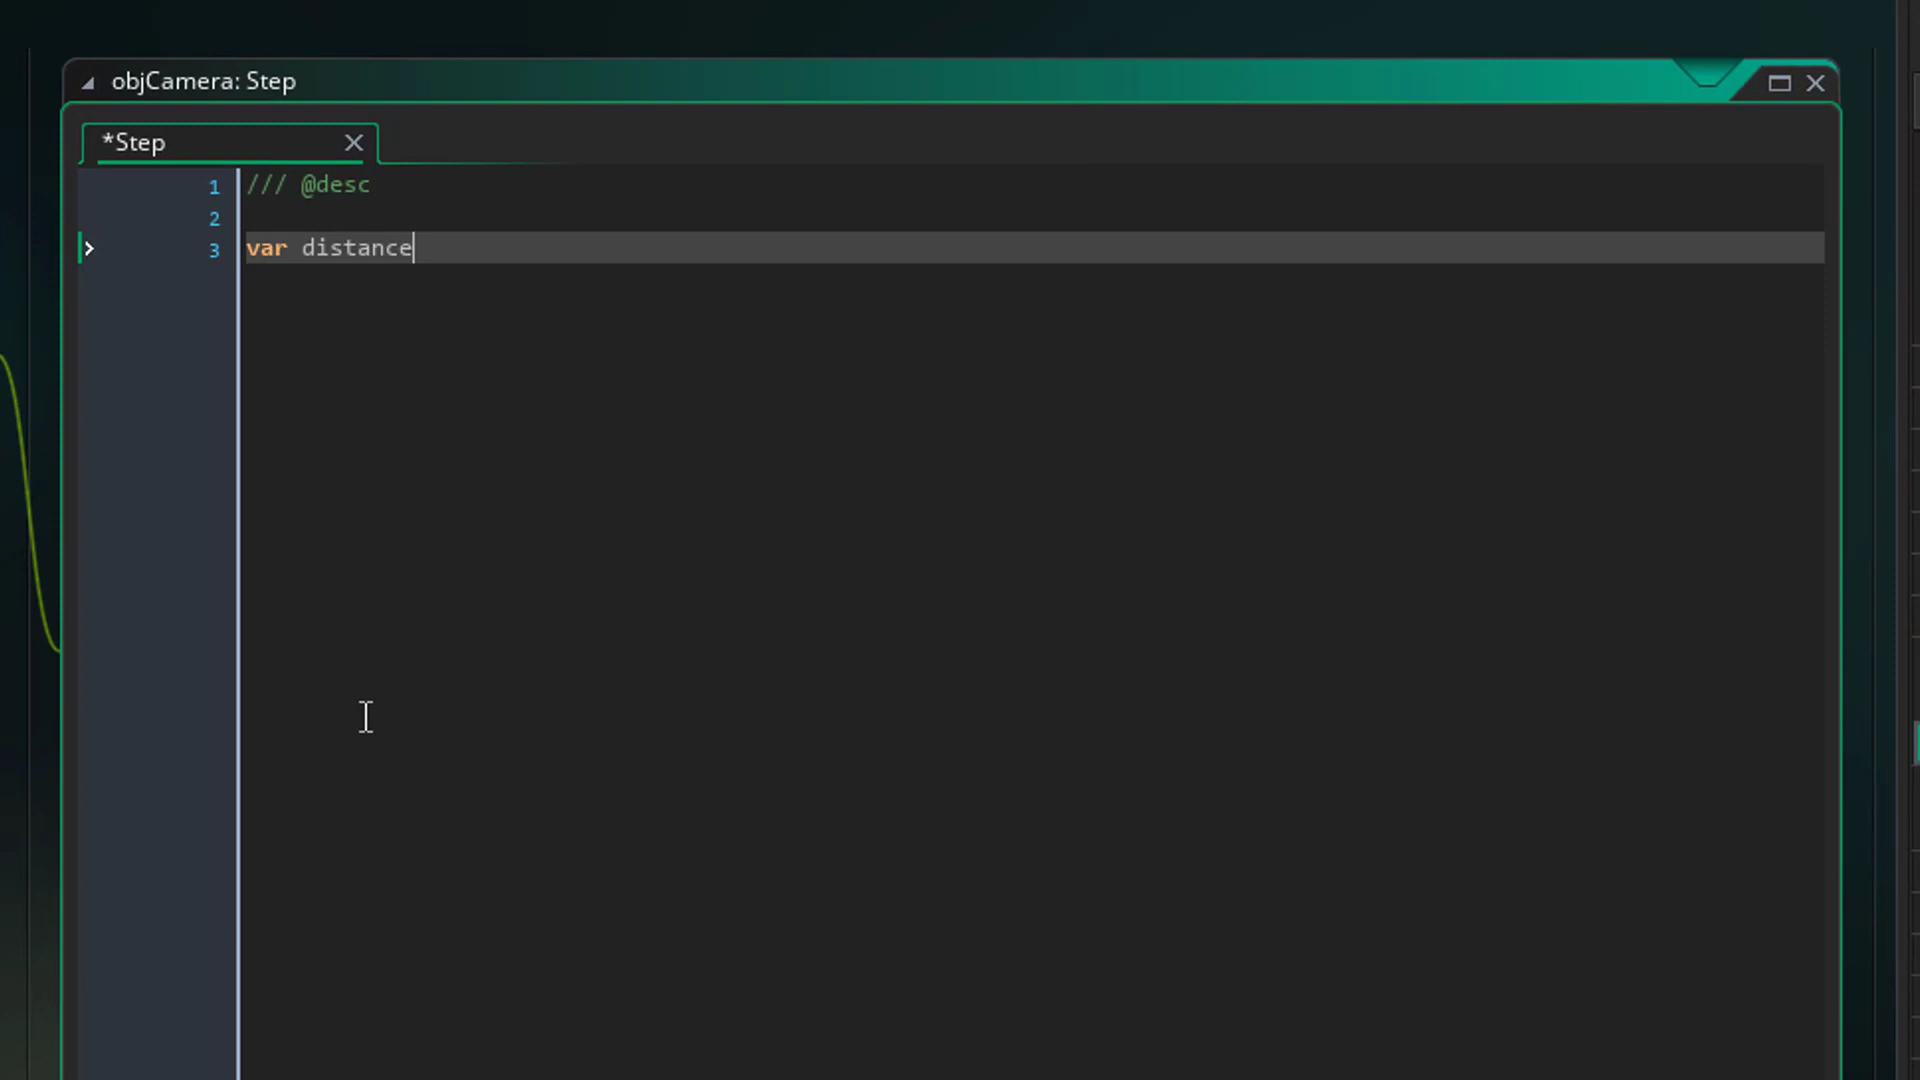 objCamera: Step
*Step
1 /// @desc
2
3 var distance